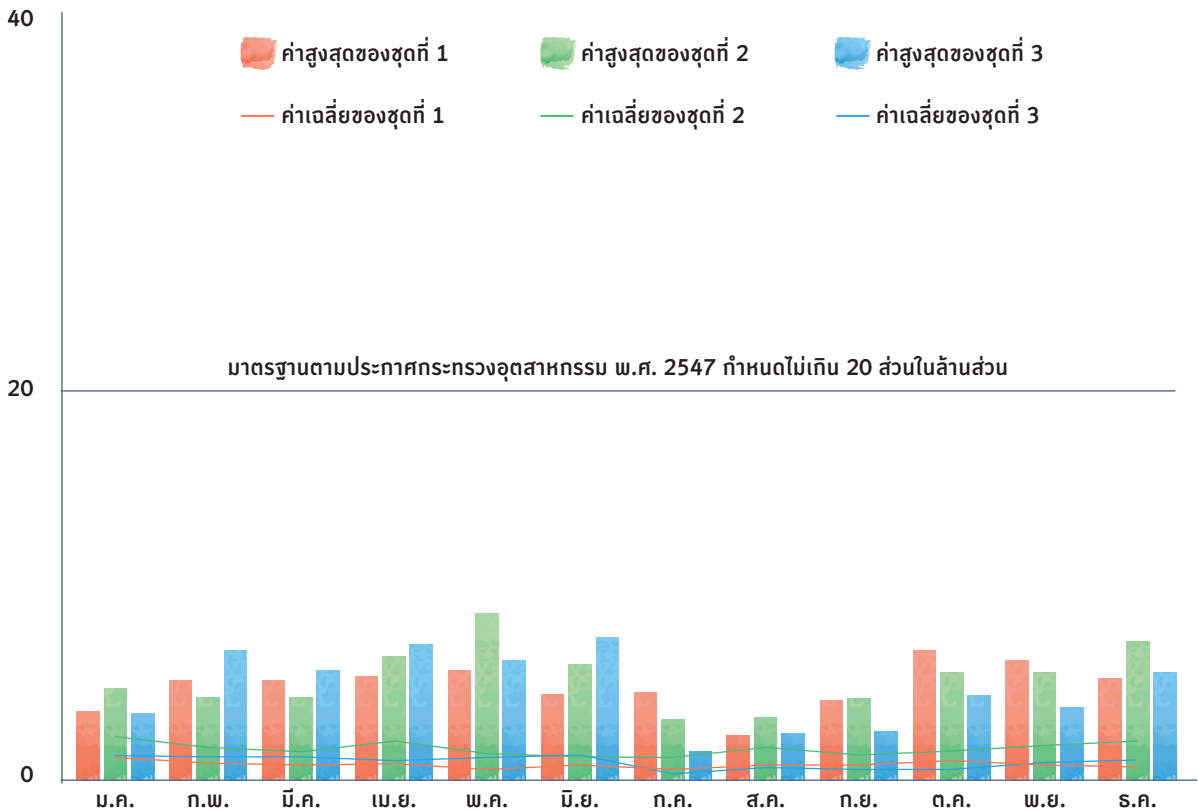 40
ค่าสูงสุดของชุดที่ 1 ค่าสูงสุดของชุดที่ 2 ค่าสูงสุดของชุดที่ 3
ค่าเฉลี่ยของชุดที่ 1 ค่าเฉลี่ยของชุดที่ 2 ค่าเฉลี่ยของชุดที่ 3
มาตรฐานตามประกาศกระทรวงอุตสาหกรรม พ.ศ. 2547 กำหนดไม่เกิน 20 ส่วนในล้านส่วน
20
0
ม.ค. ก.พ. มี.ค. เม.ย. พ.ค. มิ.ย. ก.ค. ส.ค. ก.ย. ต.ค. พ.ย. ธ.ค.